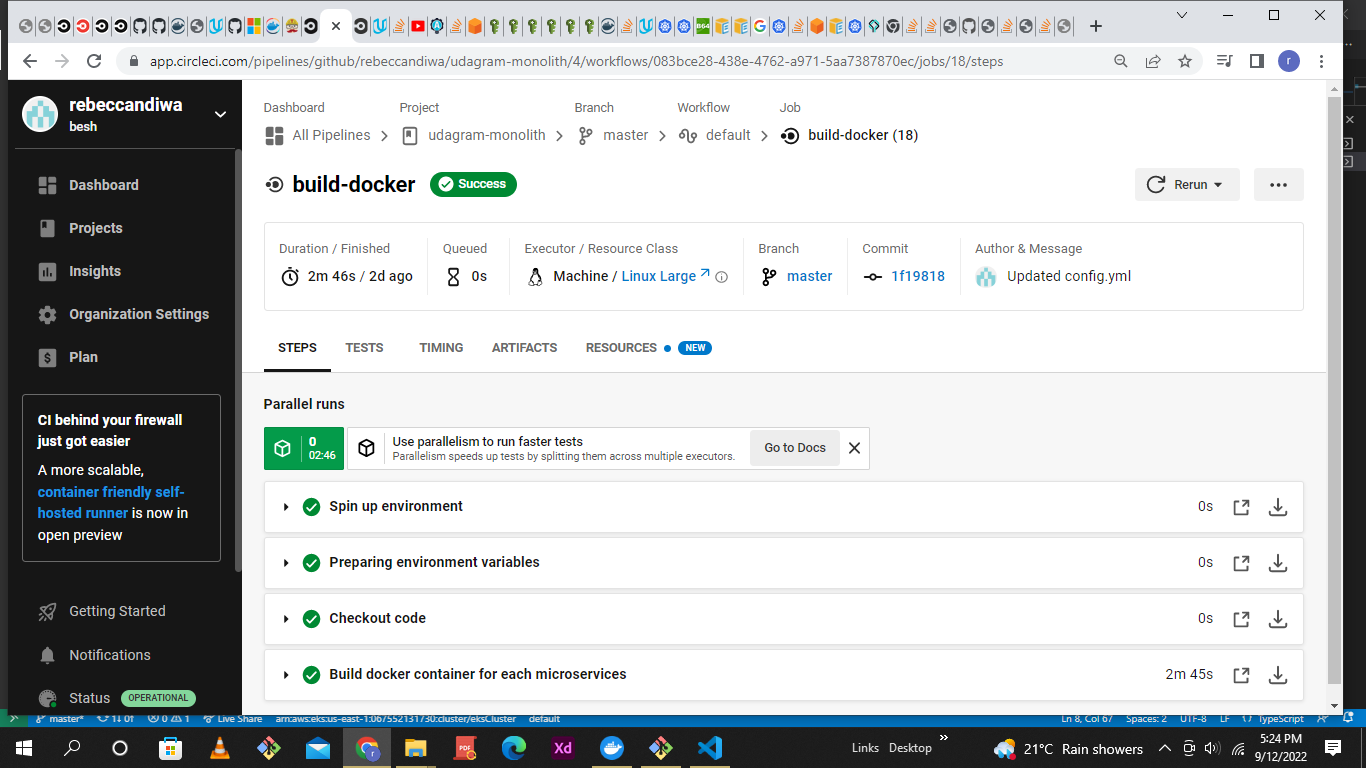 app.circleci.com/pipelines/github/rebeccandiwa/udagram-monolith/4/workflows/083bce28-438e-4762-a971-5aa7387870ec/jobs/18/steps
r
rebeccandiwa
besh
Dashboard
Projects
Insights
Organization Settings
Plan
CI behind your firewall
just got easier
A more scalable,
container friendly self-
hosted runner is now in
open preview
Getting Started
Notifications
Status OPERATIONAL
Dashboard Project Branch Workflow Job
All Pipelines udagram-monolith master default build-docker (18)
build-docker Success Rerun
Duration / Finished Queued Executor / Resource Class Branch Commit Author & Message
2m 46s / 2d ago 0s Machine / Linux Large master 1f19818 Updated config.yml
STEPS TESTS TIMING ARTIFACTS RESOURCES NEW
Parallel runs
0
02:46
Use parallelism to run faster tests
Parallelism speeds up tests by splitting them across multiple executors.
Go to Docs
Spin up environment 0s
Preparing environment variables 0s
Checkout code 0s
Build docker container for each microservices 2m 45s
master* 0 1 Live Share arn:aws:eks:us-east-1:067552131730:cluster/eksCluster default Ln 8, Col 67 Spaces: 2 UTF-8 LF TypeScript
Xd PDF Links Desktop 21°C Rain showers 5:24 PM
9/12/2022